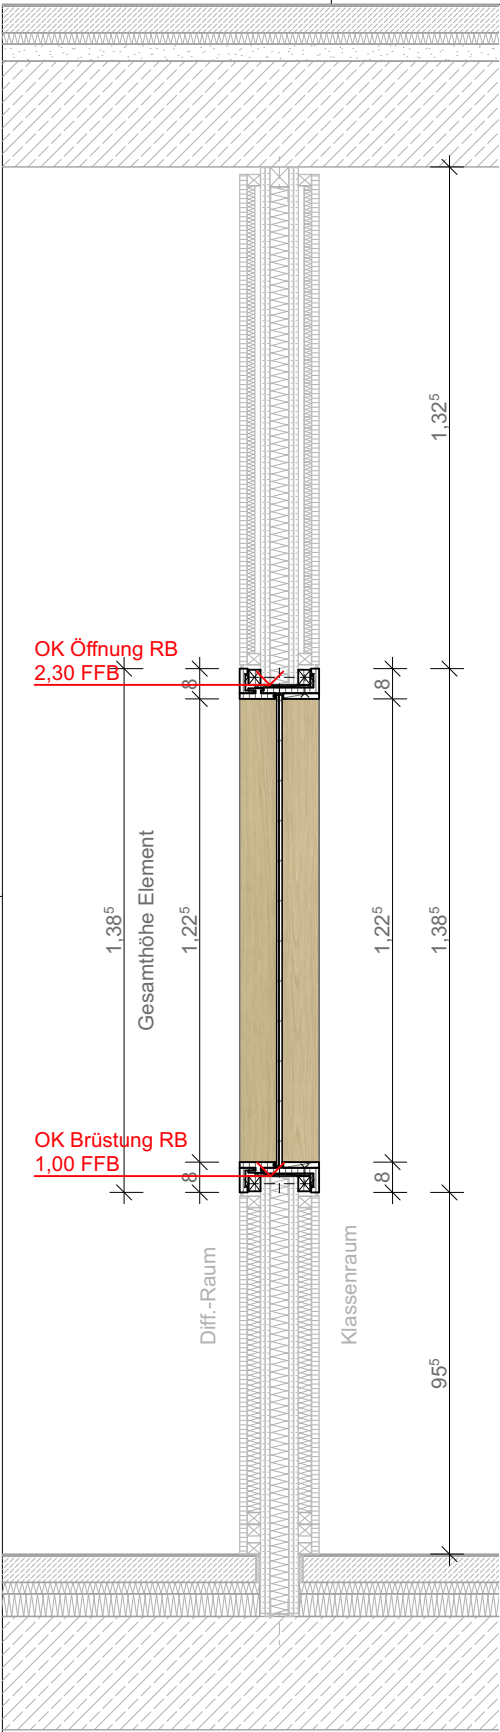 1,32⁵
OK Öffnung RB
2,30 FFB
8
8
1,38⁵
Gesamthöhe Element
1,22⁵
1,22⁵
1,38⁵
OK Brüstung RB
1,00 FFB
8
8
Diff.-Raum
Klassenraum
95⁵